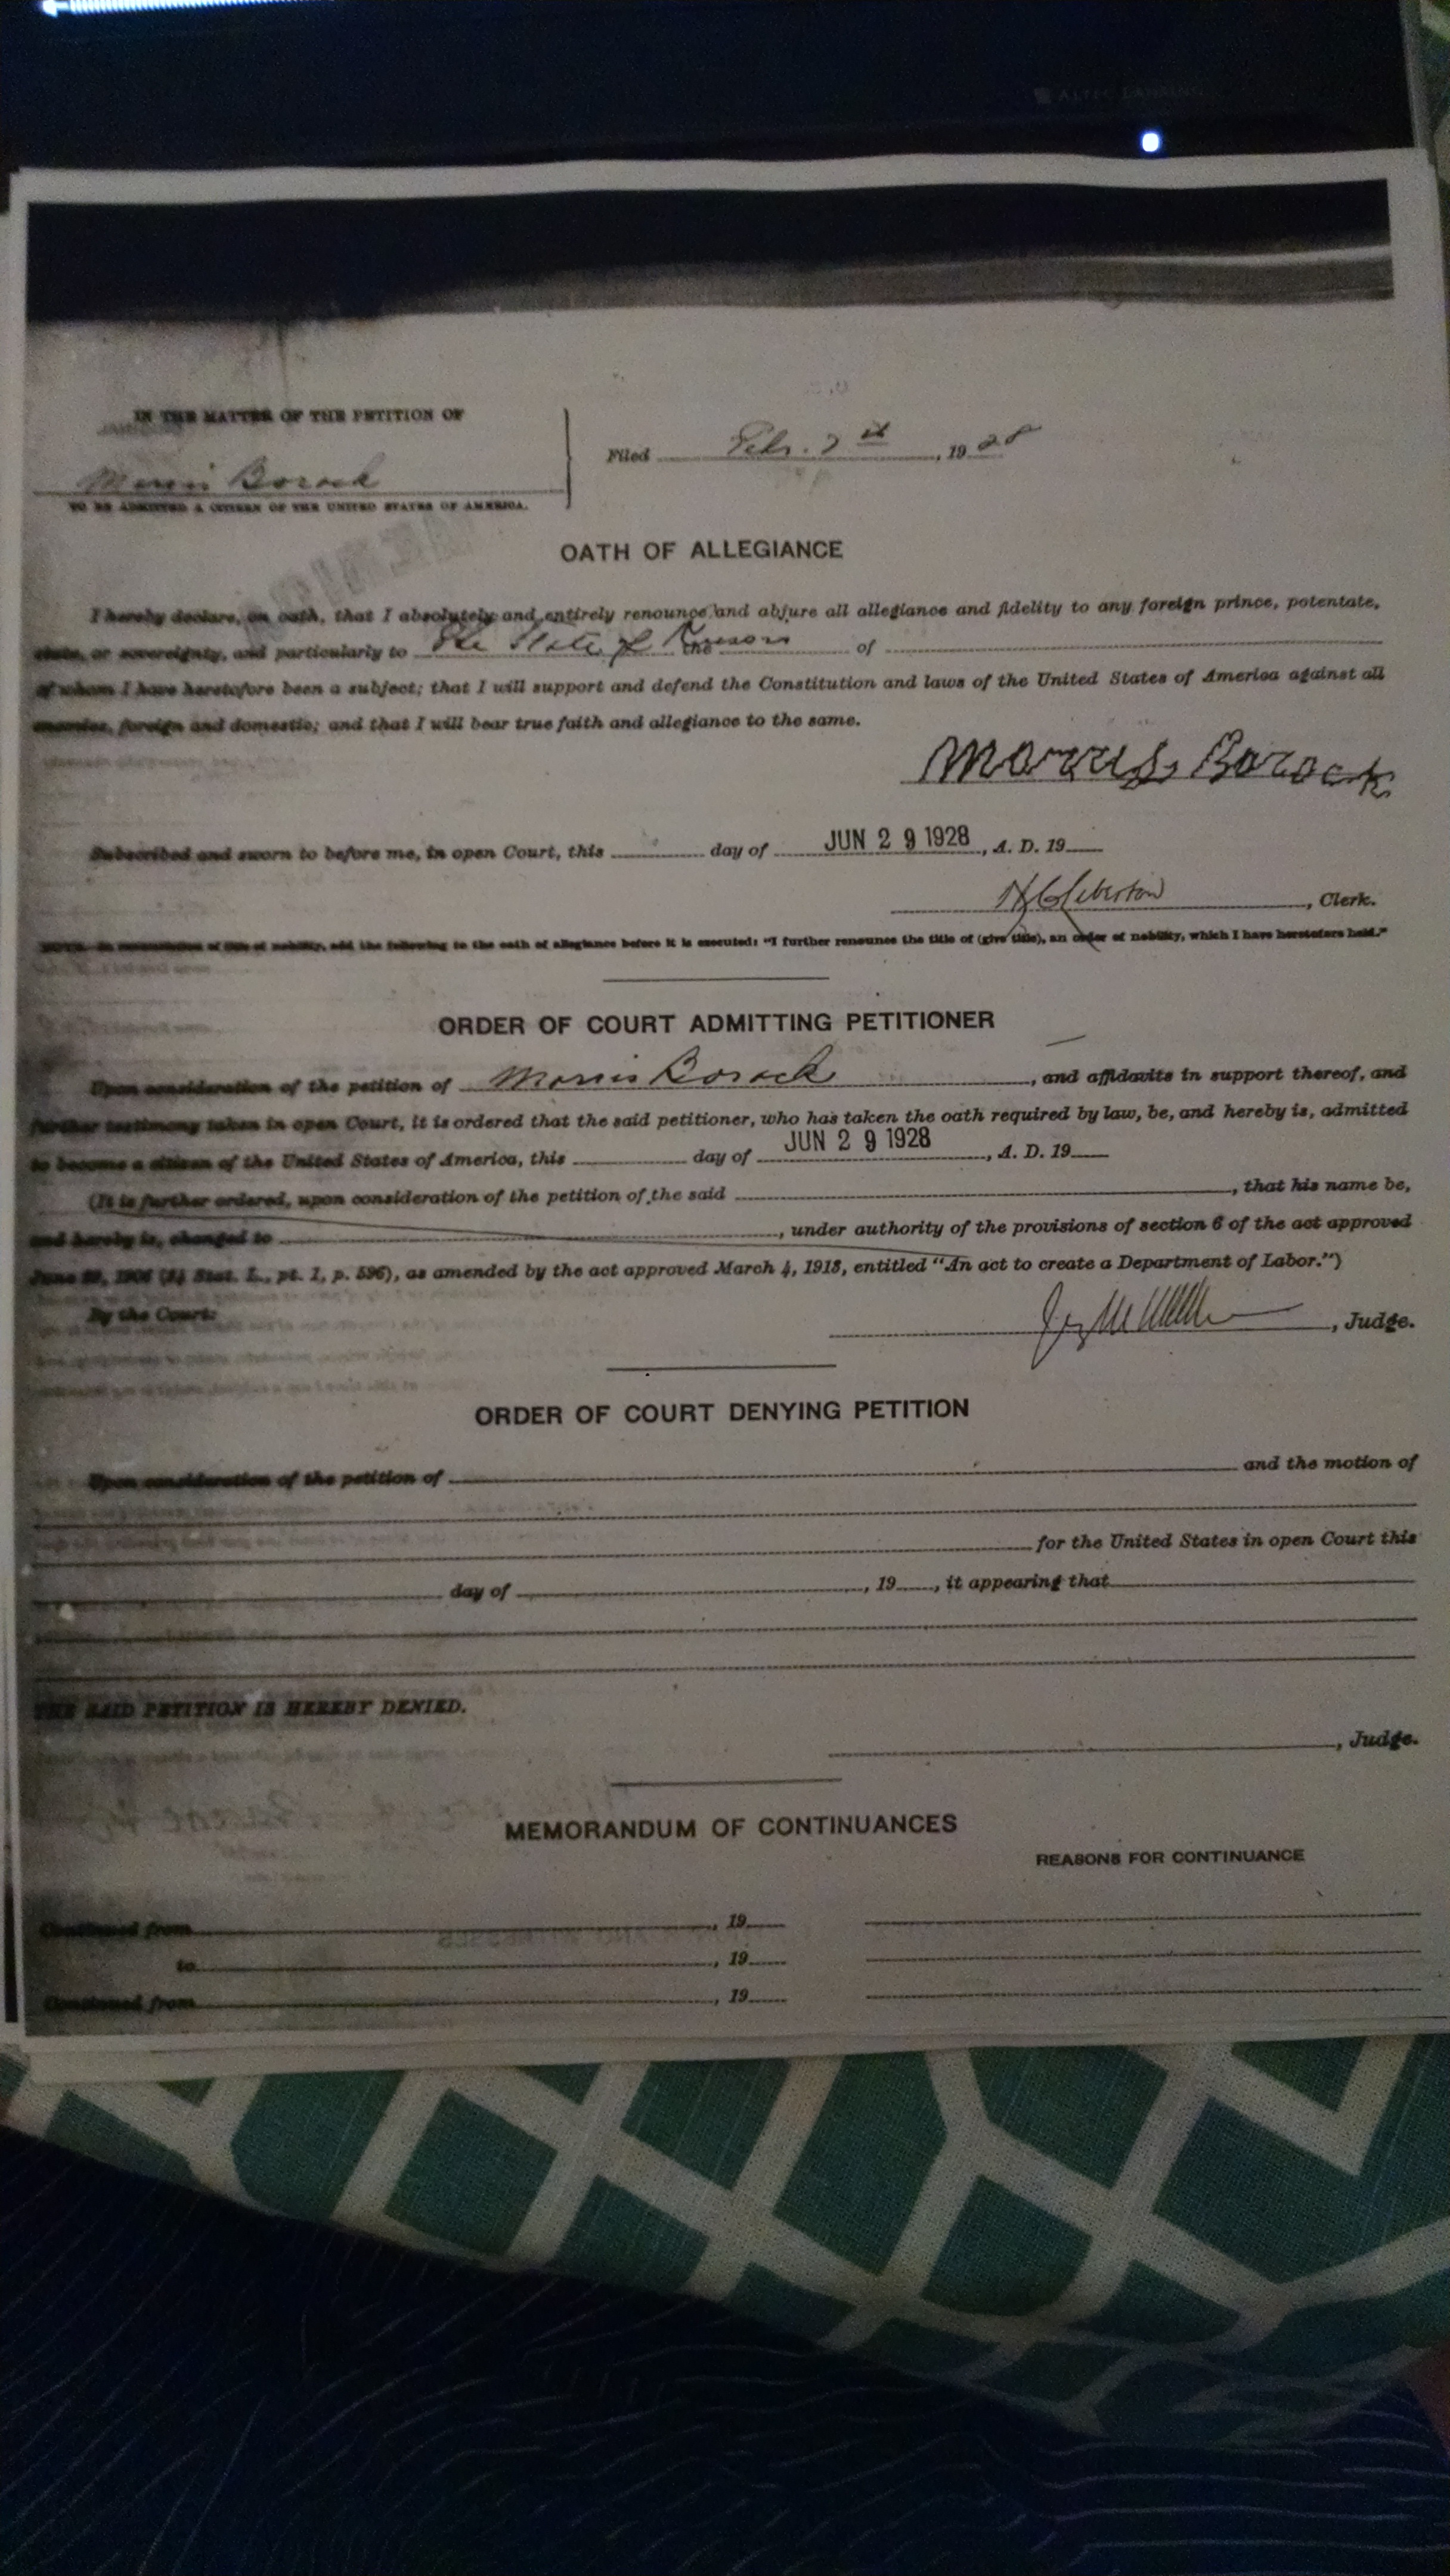 ALTEC LANSING
IN THE MATTER OF THE PETITION OF
Morris Borock
TO BE ADMITTED A CITIZEN OF THE UNITED STATES OF AMERICA.
Filed Feb. , 1928
OATH OF ALLEGIANCE
I hereby declare, on oath, that I absolutely and entirely renounce and abjure all allegiance and fidelity to any foreign prince, potentate,
state, or sovereignty, and particularly to The State of Russia of
of whom I have heretofore been a subject; that I will support and defend the Constitution and laws of the United States of America against all
enemies, foreign and domestic; and that I will bear true faith and allegiance to the same.
Morris Borock
Subscribed and sworn to before me, in open Court, this day of JUN 29 1928, A. D. 19
, Clerk.
NOTE.—In renunciation of title of nobility, add the following to the oath of allegiance before it is executed: "I further renounce the title of (give title), an order of nobility, which I have heretofore held."
ORDER OF COURT ADMITTING PETITIONER
Upon consideration of the petition of Morris Borock, and affidavits in support thereof, and
further testimony taken in open Court, it is ordered that the said petitioner, who has taken the oath required by law, be, and hereby is, admitted
to become a citizen of the United States of America, this day of JUN 29 1928, A. D. 19
(It is further ordered, upon consideration of the petition of the said , that his name be,
and hereby is, changed to , under authority of the provisions of section 6 of the act approved
June 29, 1906 (34 Stat. L., pt. 1, p. 596), as amended by the act approved March 4, 1913, entitled "An act to create a Department of Labor.")
By the Court:
, Judge.
ORDER OF COURT DENYING PETITION
Upon consideration of the petition of and the motion of
for the United States in open Court this
day of , 19 , it appearing that
THE SAID PETITION IS HEREBY DENIED.
, Judge.
MEMORANDUM OF CONTINUANCES
REASONS FOR CONTINUANCE
Continued from , 19
to , 19
Continued from , 19